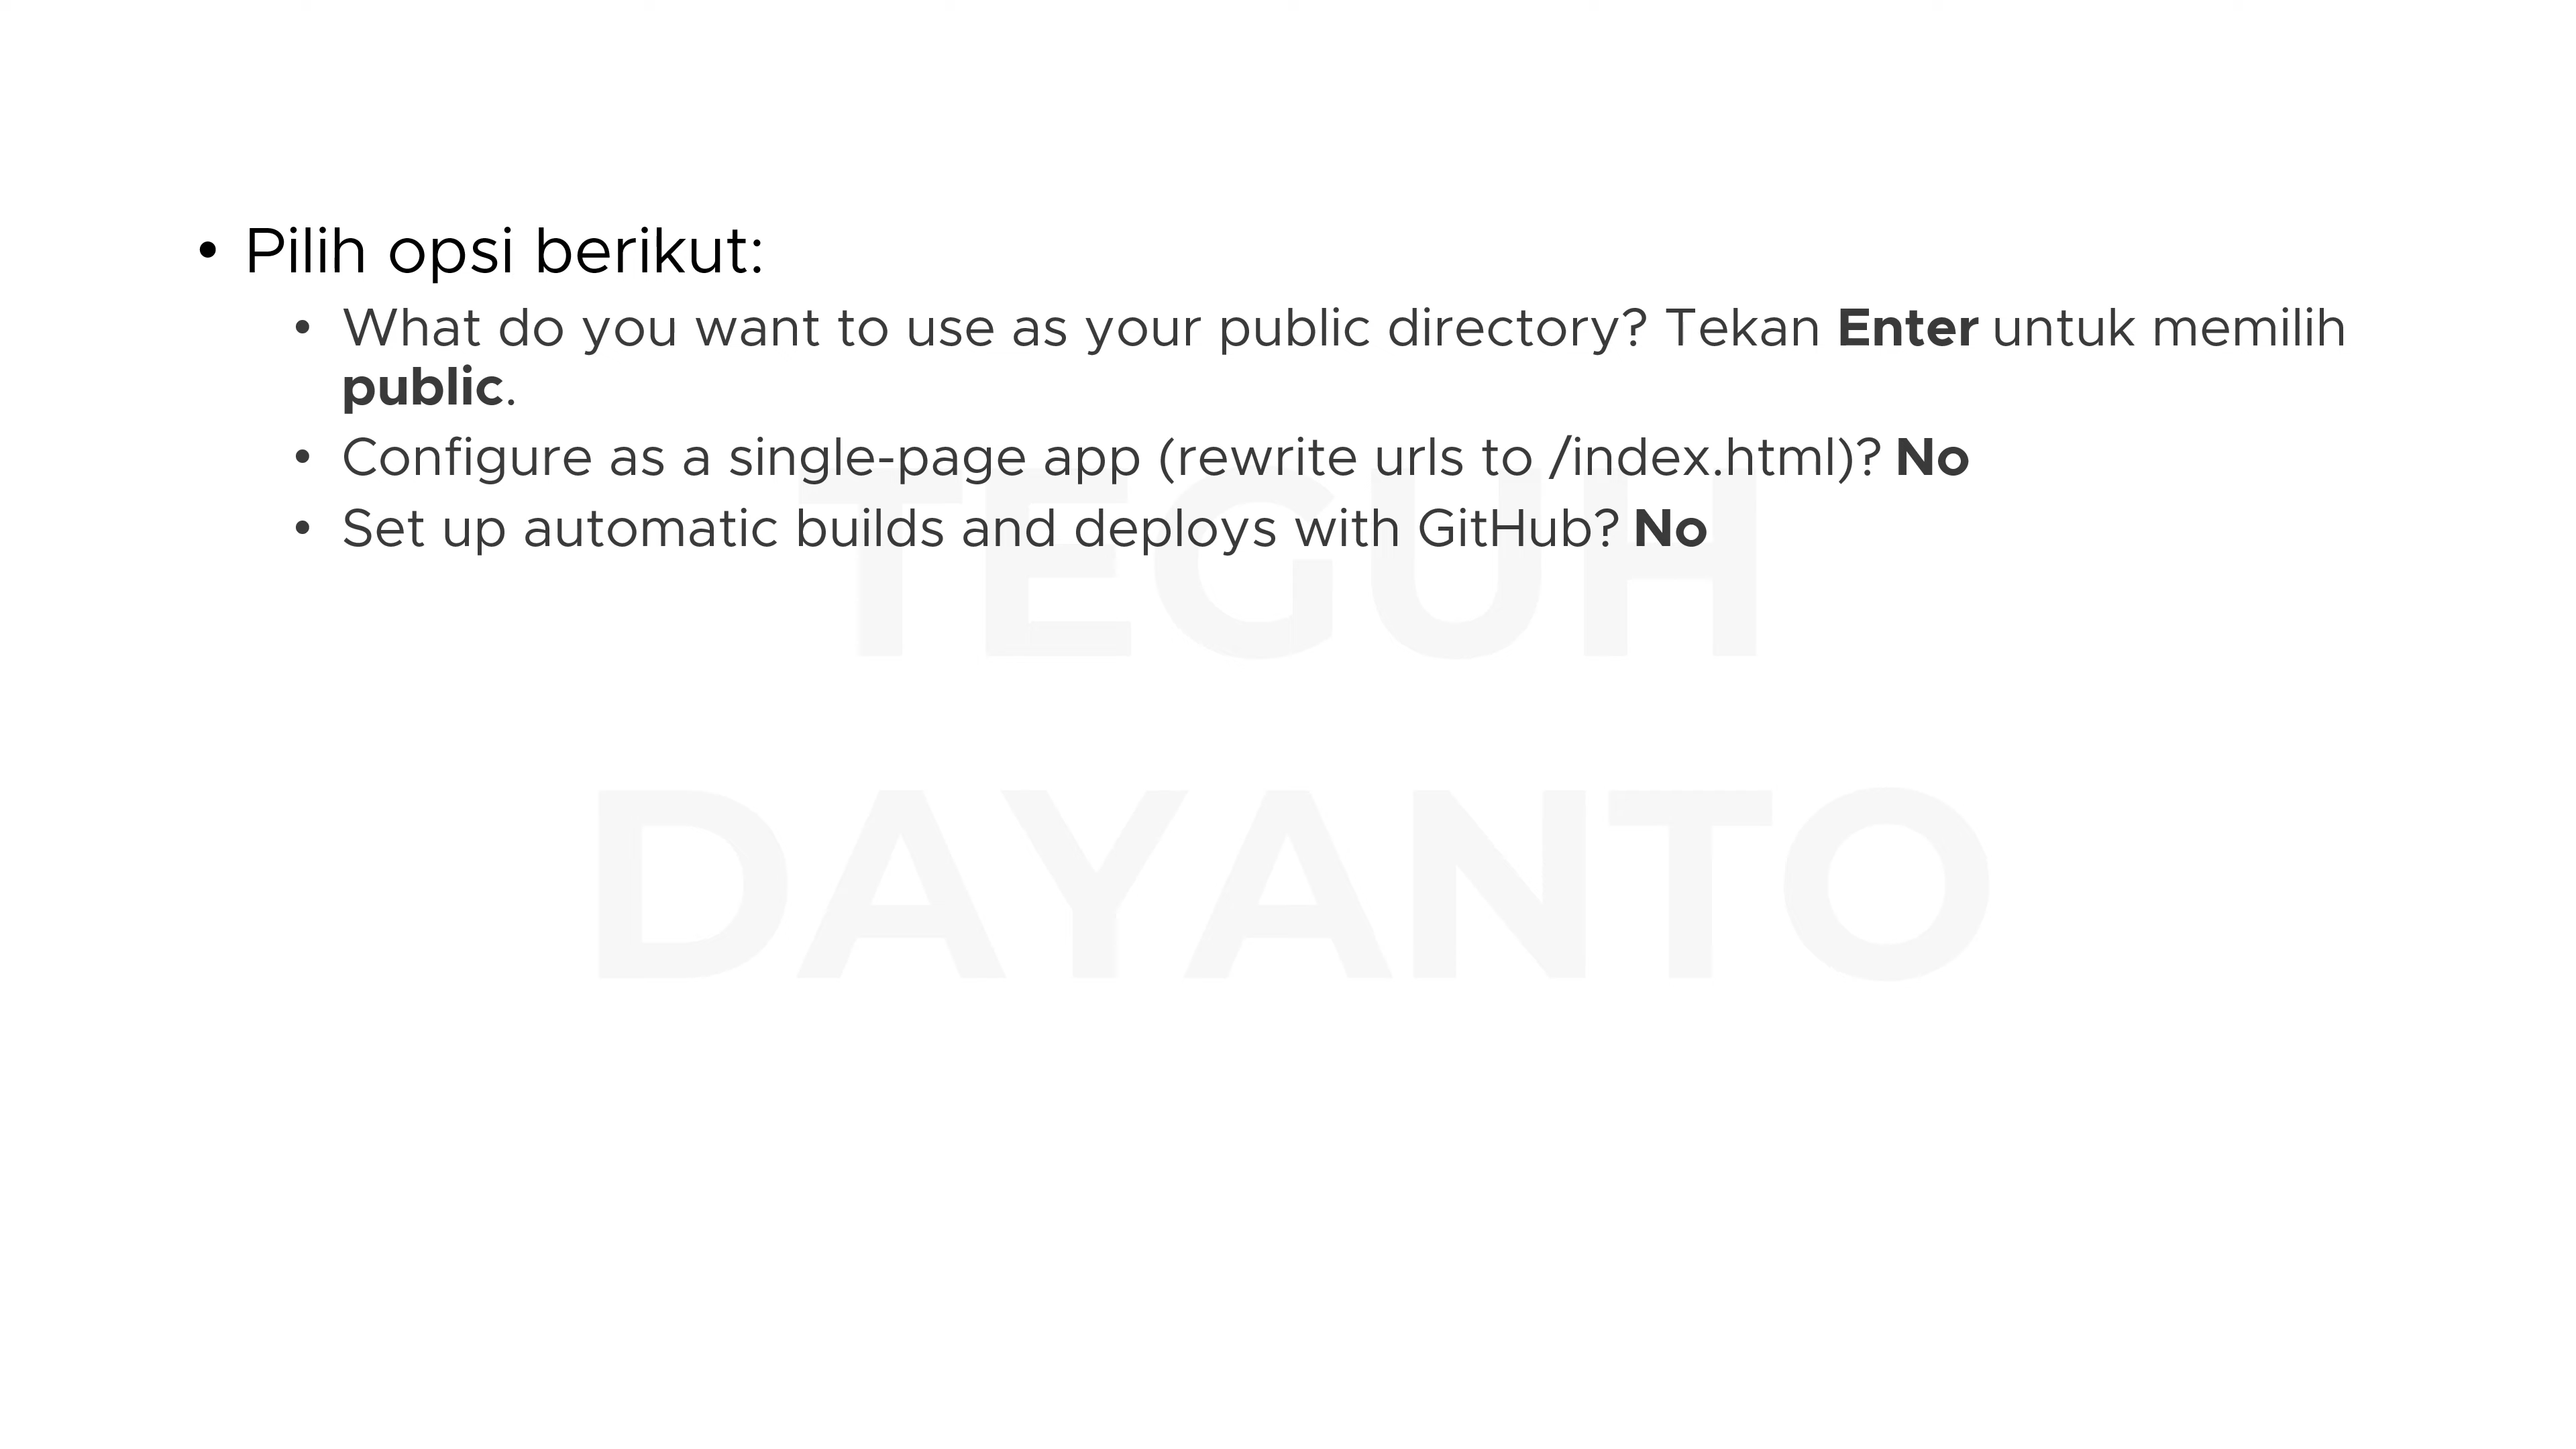 • Pilih opsi berikut:
• What do you want to use as your public directory? Tekan Enter untuk memilih
public.
• Configure as a single-page app (rewrite urls to /index.html)? No
• Set up automatic builds and deploys with GitHub? No
TEGUH
DAYANTO